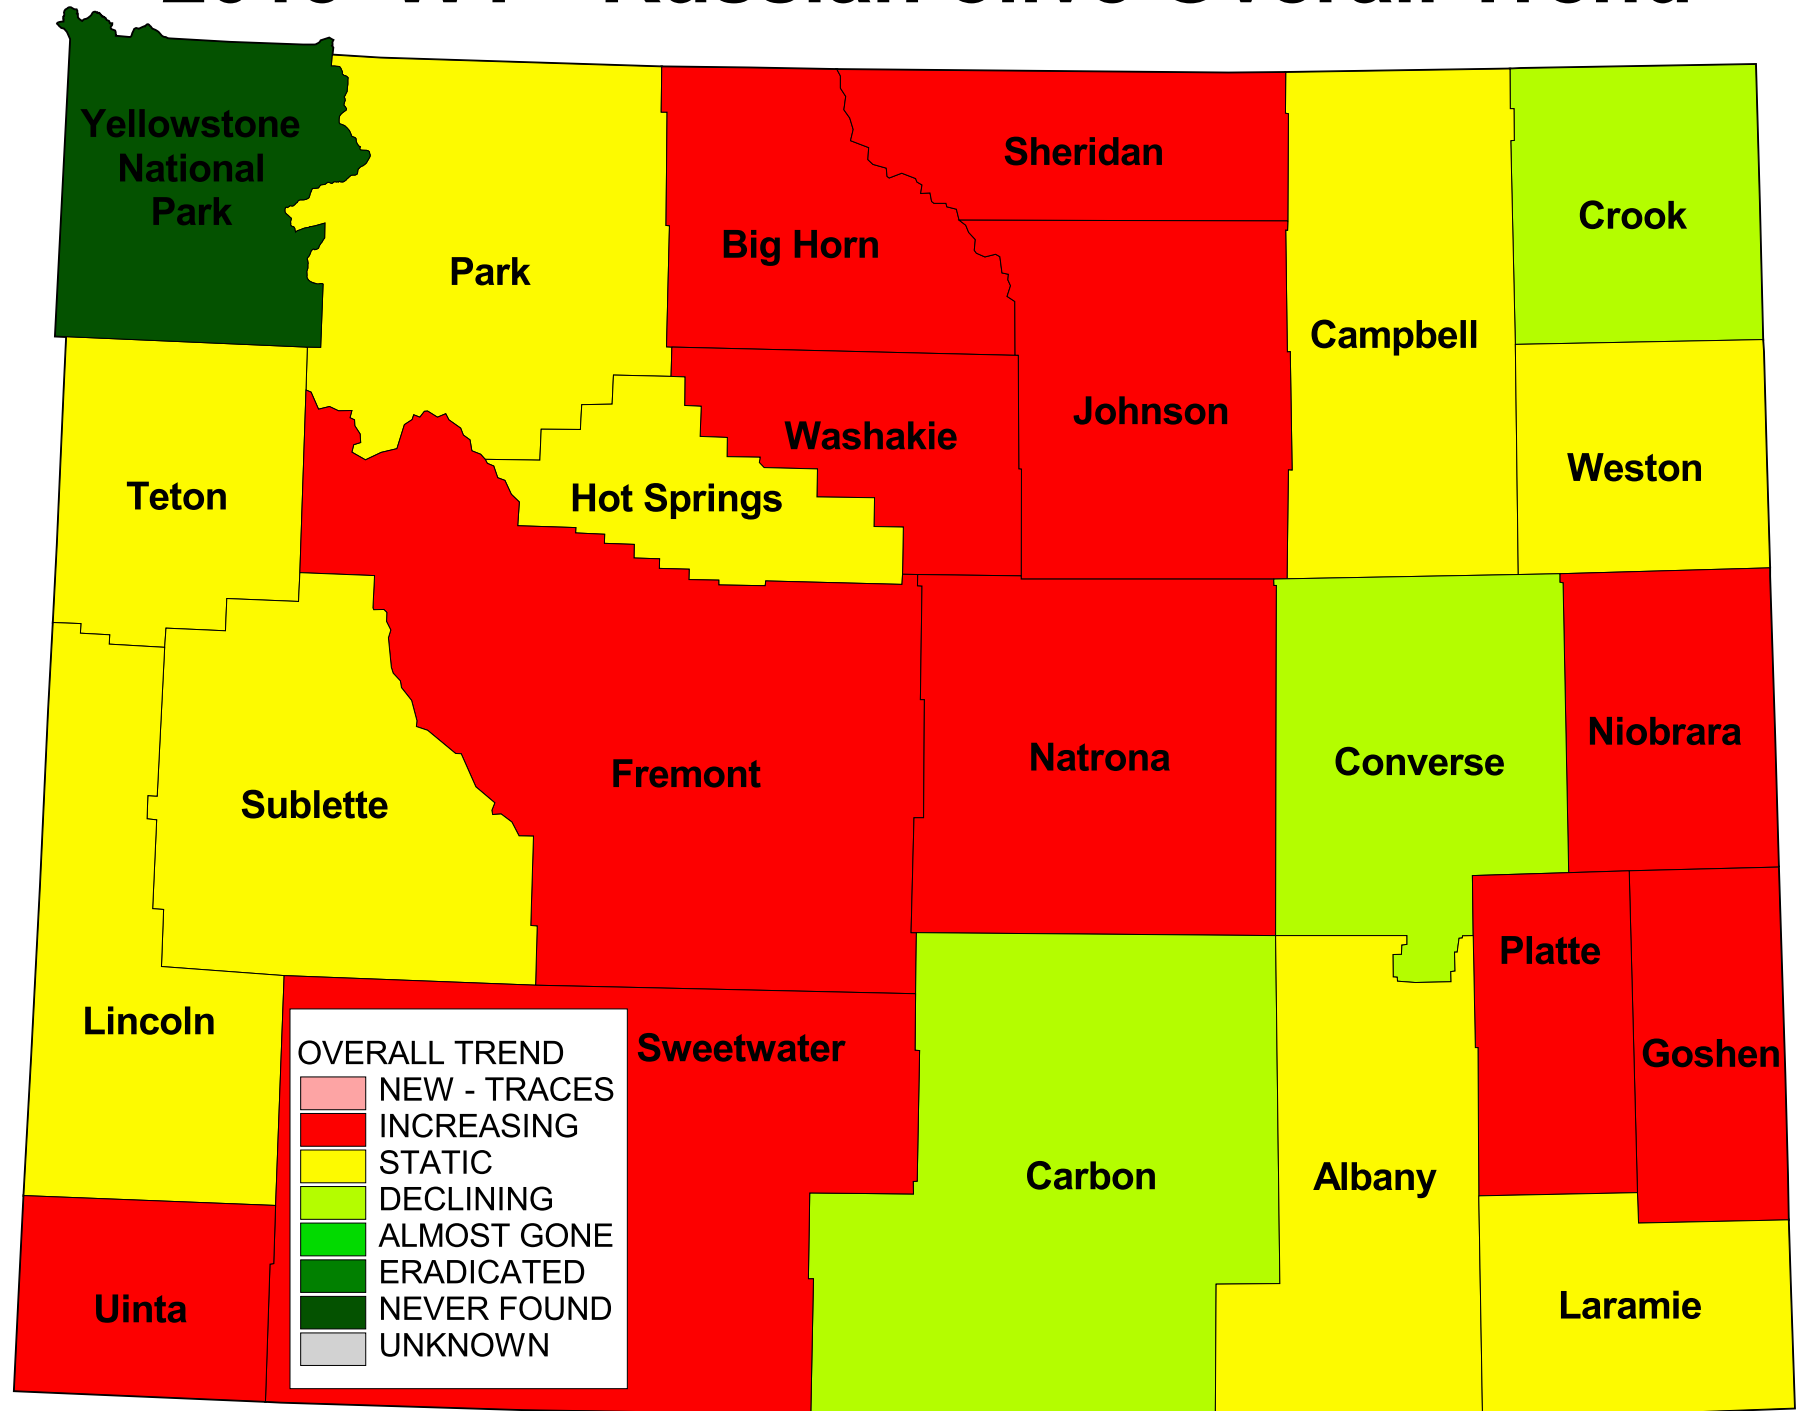 Yellowstone
National
Park
Park
Big Horn
Sheridan
Crook
Campbell
Johnson
Washakie
Weston
Teton
Hot Springs
Niobrara
Natrona
Converse
Fremont
Sublette
Platte
Lincoln
Sweetwater
Goshen
Carbon
Albany
Uinta
Laramie
OVERALL TREND
NEW - TRACES
INCREASING
STATIC
DECLINING
ALMOST GONE
ERADICATED
NEVER FOUND
UNKNOWN